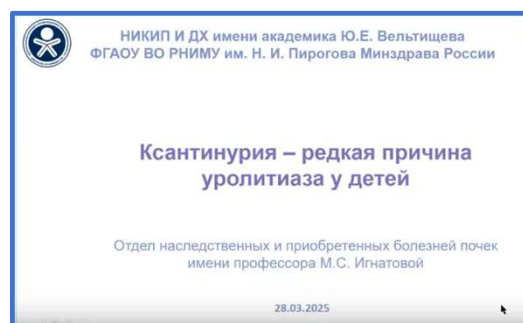 НИКИП И ДХ имени академика Ю.Е. Вельтищева
ФГАОУ ВО РНИМУ им. Н. И. Пирогова Минздрава России
Ксантинурия – редкая причина
уролитиаза у детей
Отдел наследственных и приобретенных болезней почек
имени профессора М.С. Игнатовой
28.03.2025